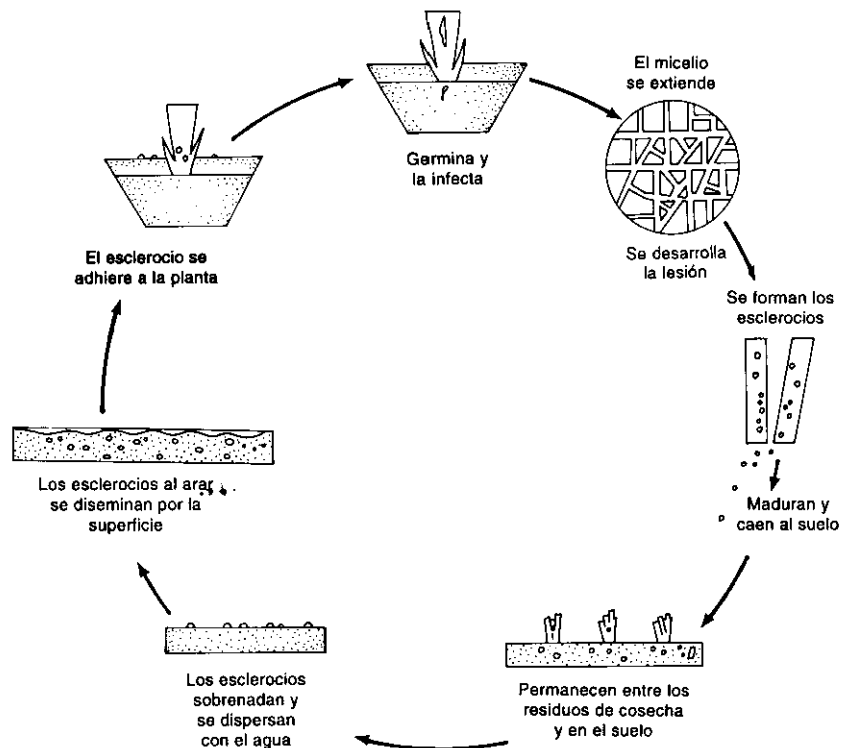 Germina y
la infecta
El micelio
se extiende
Se desarrolla
la lesión
Se forman los
esclerocios
Maduran y
caen al suelo
Permanecen entre los
residuos de cosecha
y en el suelo
Los esclerocios
sobrenadan y
se dispersan
con el agua
Los esclerocios al arar
se diseminan por la
superficie
El esclerocio se
adhiere a la planta